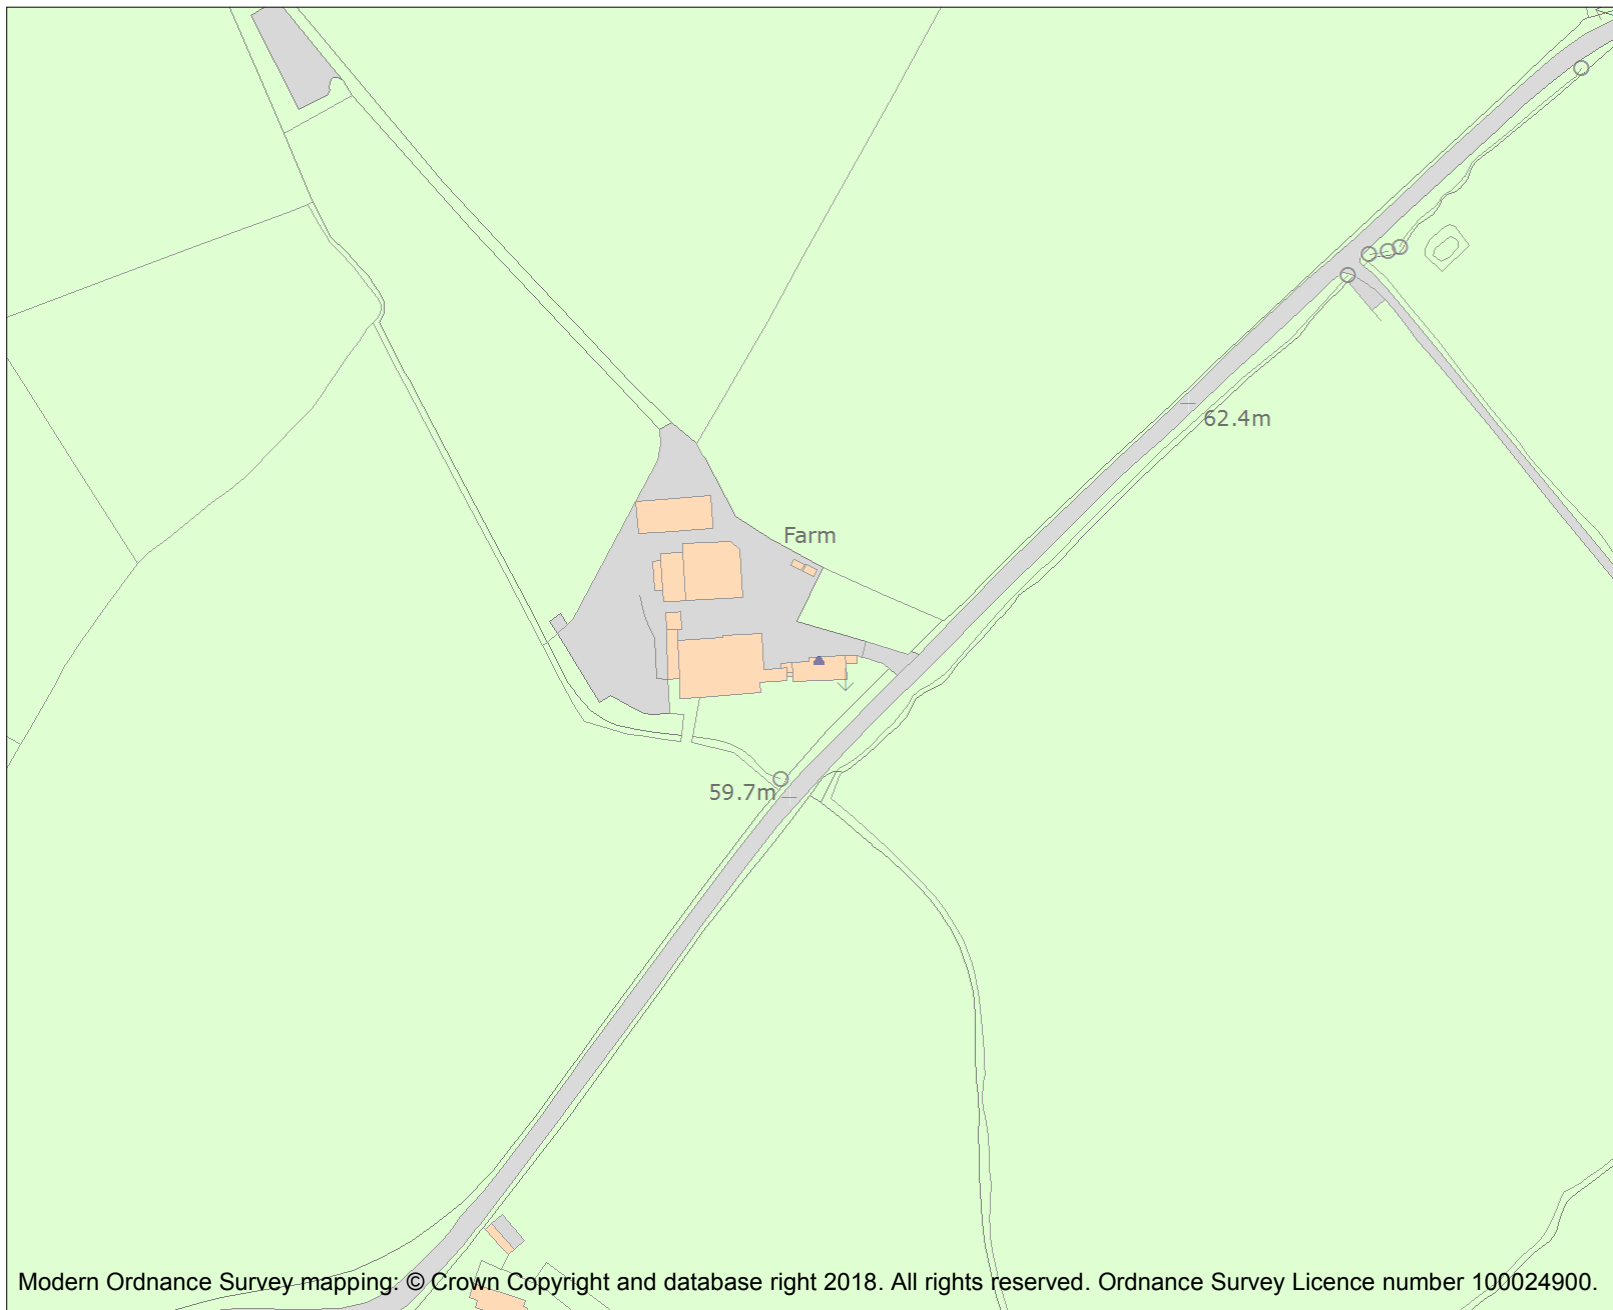 62.4m
Farm
59.7m
Modern Ordnance Survey mapping: © Crown Copyright and database right 2018. All rights reserved. Ordnance Survey Licence number 100024900.